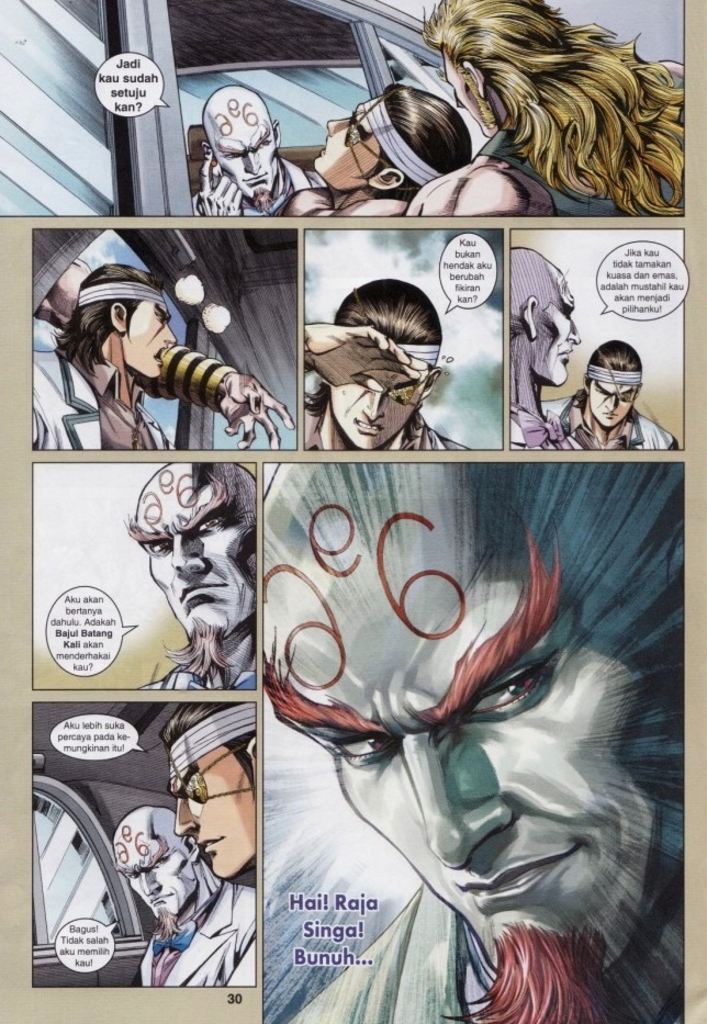 Jadi
kau sudah
setuju
kan?
Kau
bukan
hendak aku
berubah
fikiran
kan?
Jika kau
tidak tamakan
kuasa dan emas,
adalah mustahil kau
akan menjadi
pilihanku!
Aku akan
bertanya
dahulu. Adakah
Bajul Batang
Kali akan
menderhakai
kau?
Aku lebih suka
percaya pada ke-
mungkinan itu!
Bagus!
Tidak salah
aku memilih
kau!
Hai! Raja
Singa!
Bunuh...
30